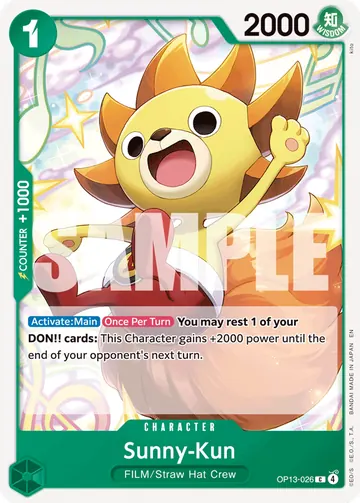 1
2000
知
WISDOM
COUNTER +1000
SAMPLE
Activate:Main Once Per Turn You may rest 1 of your
DON!! cards: This Character gains +2000 power until the
end of your opponent's next turn.
CHARACTER
Sunny-Kun
FILM/Straw Hat Crew
OP13-026 C 4
©E.O./S., T.A. BANDAI MADE IN JAPAN EN